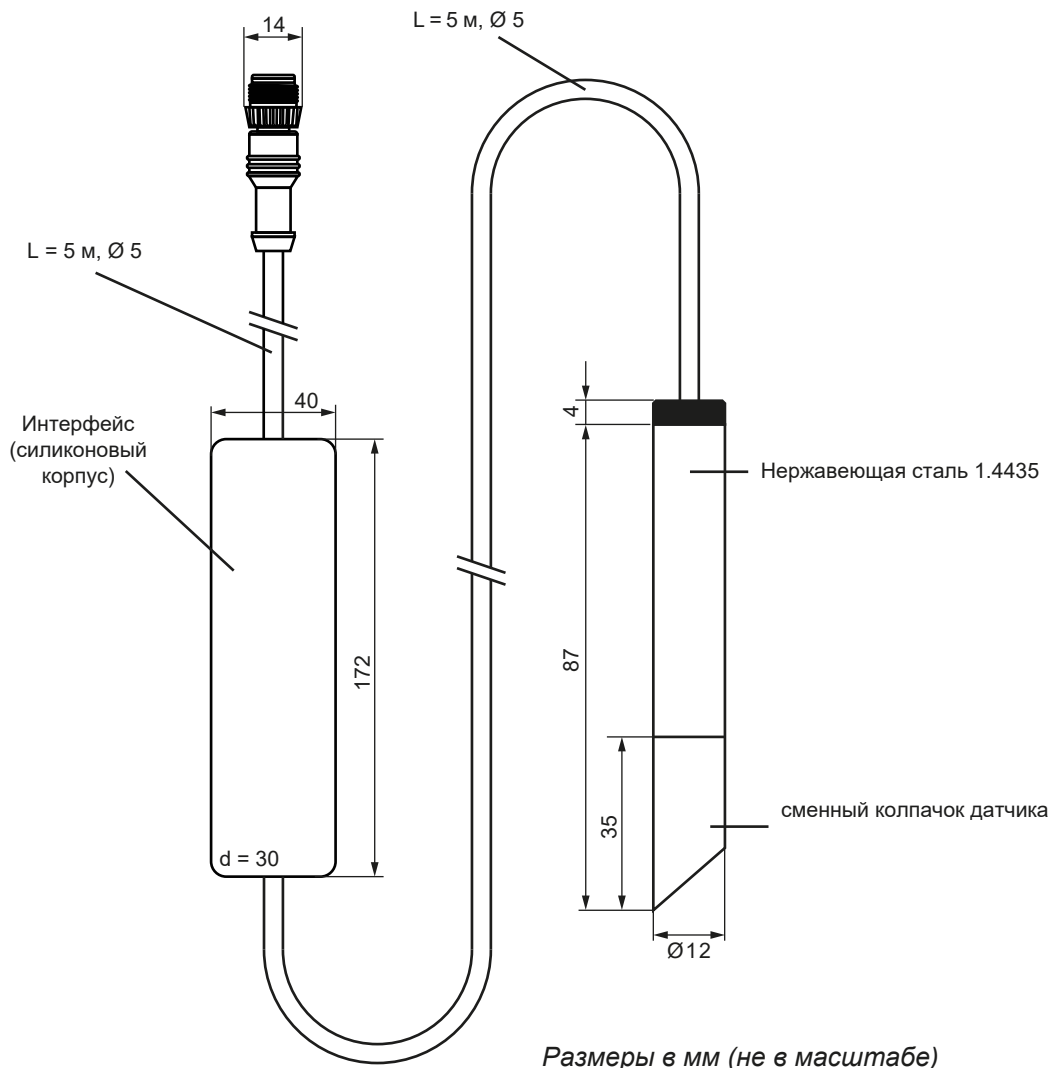 L = 5 м, Ø 5
14
L = 5 м, Ø 5
40
4
Интерфейс
(силиконовый
корпус)
Нержавеющая сталь 1.4435
172
87
35
сменный колпачок датчика
d = 30
Ø12
Размеры в мм (не в масштабе)